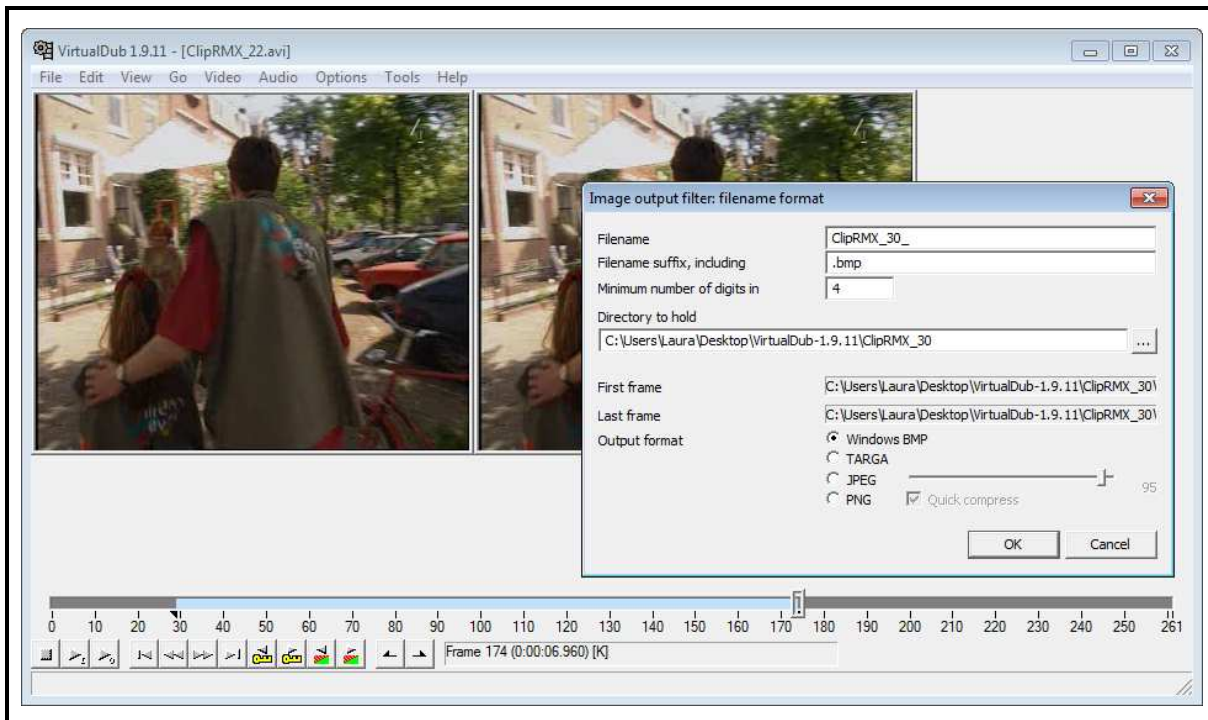 VirtualDub 1.9.11 - [ClipRMX_22.avi]
File Edit View Go Video Audio Options Tools Help
Image output filter: filename format
Filename ClipRMX_30_
Filename suffix, including .bmp
Minimum number of digits in 4
Directory to hold
C:\Users\Laura\Desktop\VirtualDub-1.9.11\ClipRMX_30 ...
First frame C:\Users\Laura\Desktop\VirtualDub-1.9.11\ClipRMX_30\
Last frame C:\Users\Laura\Desktop\VirtualDub-1.9.11\ClipRMX_30\
Output format Windows BMP
TARGA
JPEG 95
PNG Quick compress
OK Cancel
0 10 20 30 40 50 60 70 80 90 100 110 120 130 140 150 160 170 180 190 200 210 220 230 240 250 261
Frame 174 (0:00:06.960) [K]